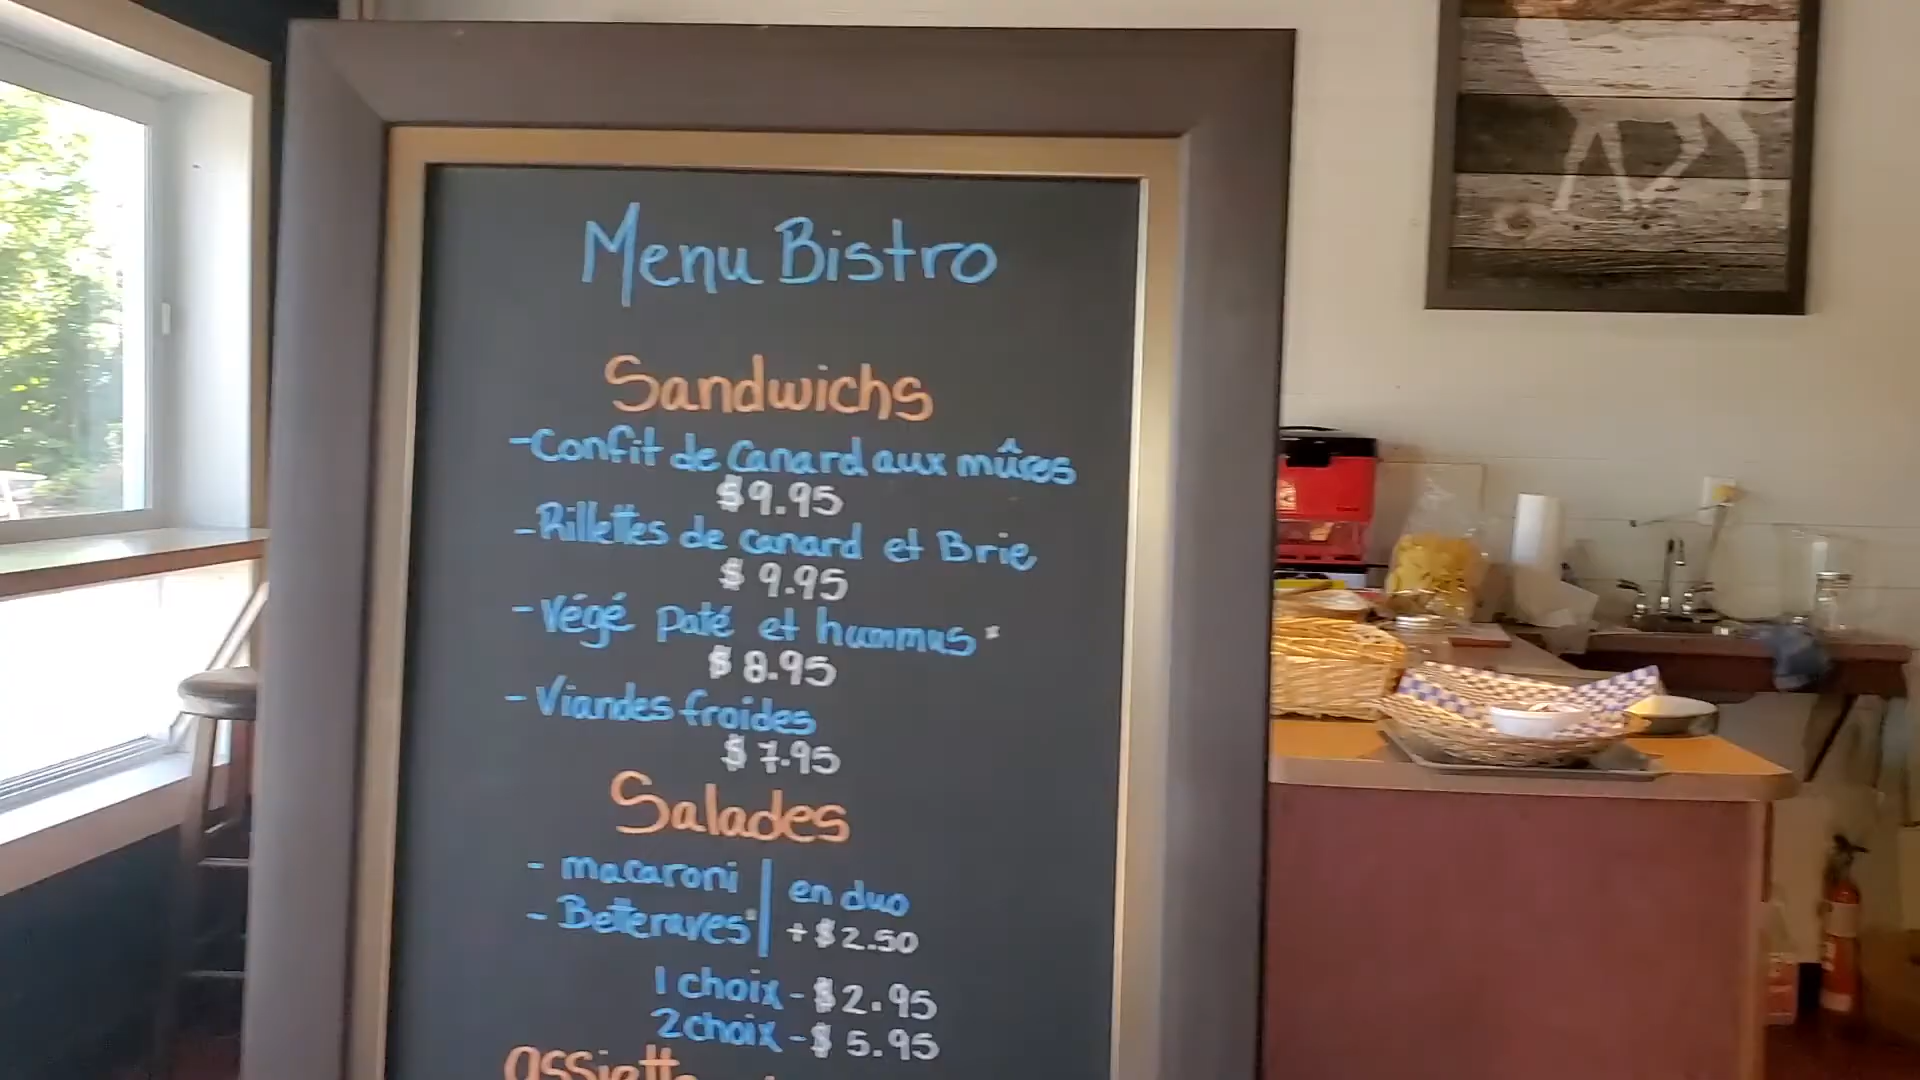 Menu Bistro
Sandwichs
- Confit de Canard aux mûres
$9.95
- Rillettes de canard et Brie
$9.95
- Végé Paté et hummus*
$8.95
- Viandes froides
$7.95
Salades
- macaroni | en duo
- Betteraves* | + $2.50
1 choix - $2.95
2 choix - $5.95